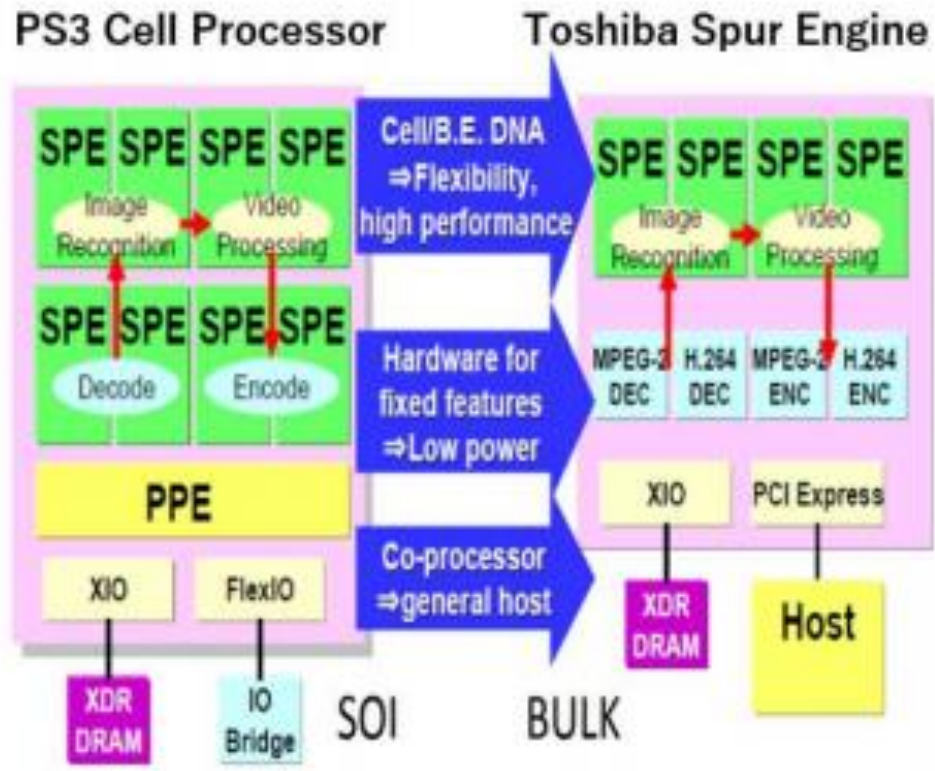 PS3 Cell Processor
Toshiba Spur Engine
SPE SPE SPE SPE
Image Recognition
Video Processing
SPE SPE SPE SPE
Decode
Encode
PPE
XIO
FlexIO
XDR
DRAM
IO
Bridge
SOI
Cell/B.E. DNA
⇒Flexibility,
high performance
Hardware for
fixed features
⇒Low power
Co-processor
⇒general host
SPE SPE SPE SPE
Image Recognition
Video Processing
MPEG-2
DEC
H.264
DEC
MPEG-2
ENC
H.264
ENC
XIO
PCI Express
XDR
DRAM
Host
BULK